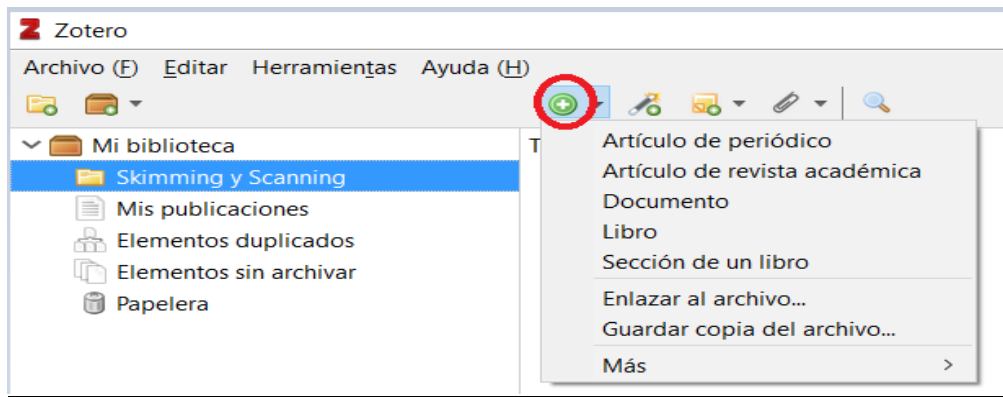 Zotero
Archivo (F) Editar Herramientas Ayuda (H)
Mi biblioteca
Skimming y Scanning
Mis publicaciones
Elementos duplicados
Elementos sin archivar
Papelera
T
Artículo de periódico
Artículo de revista académica
Documento
Libro
Sección de un libro
Enlazar al archivo...
Guardar copia del archivo...
Más >